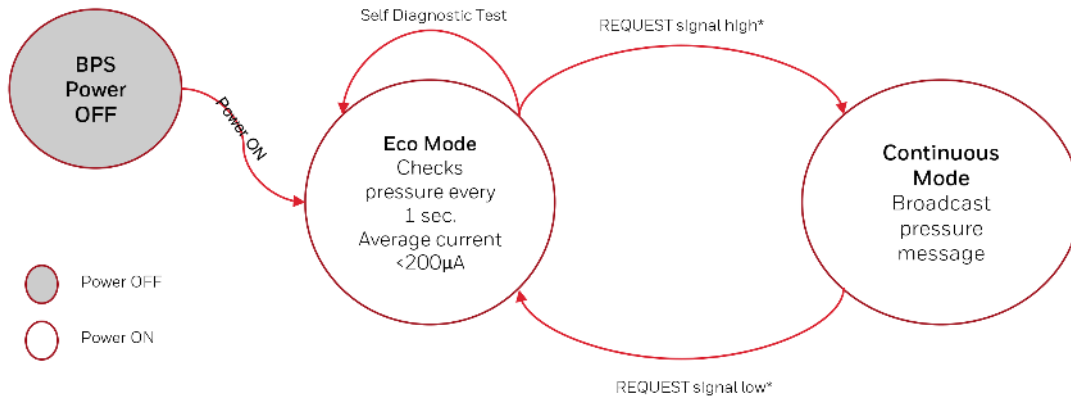 Self Diagnostic Test
REQUEST signal high*
BPS
Power
OFF
Power ON
Eco Mode
Checks
pressure every
1 sec.
Average current
<200µA
Continuous
Mode
Broadcast
pressure
message
Power OFF
Power ON
REQUEST signal low*